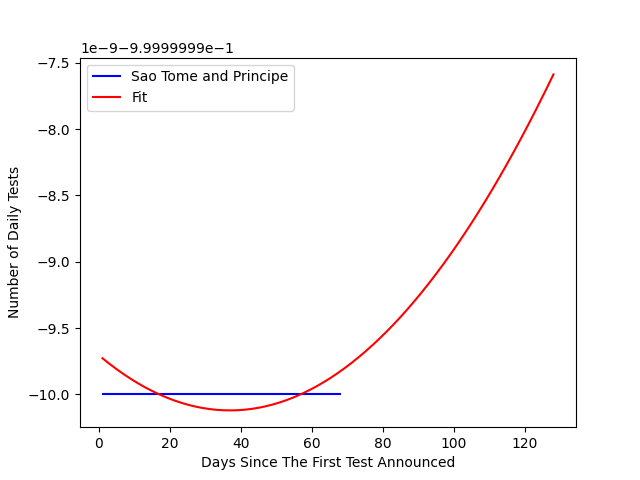 1e−9−9.9999999e−1
−7.5
−8.0
−8.5
−9.0
−9.5
−10.0
Number of Daily Tests
Sao Tome and Principe
Fit
0 20 40 60 80 100 120
Days Since The First Test Announced